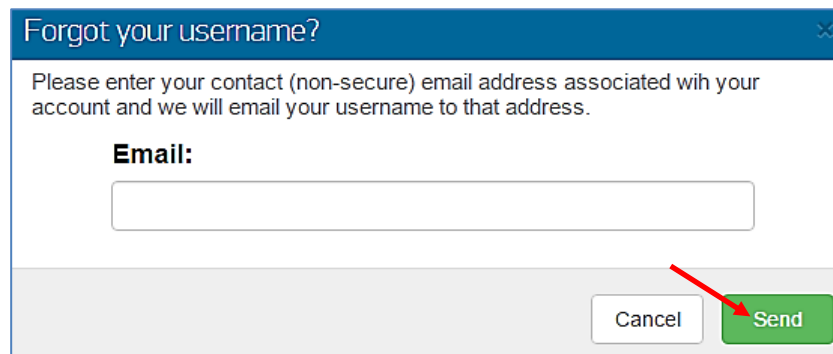 Forgot your username?
Please enter your contact (non-secure) email address associated wih your
account and we will email your username to that address.
Email:
Cancel Send